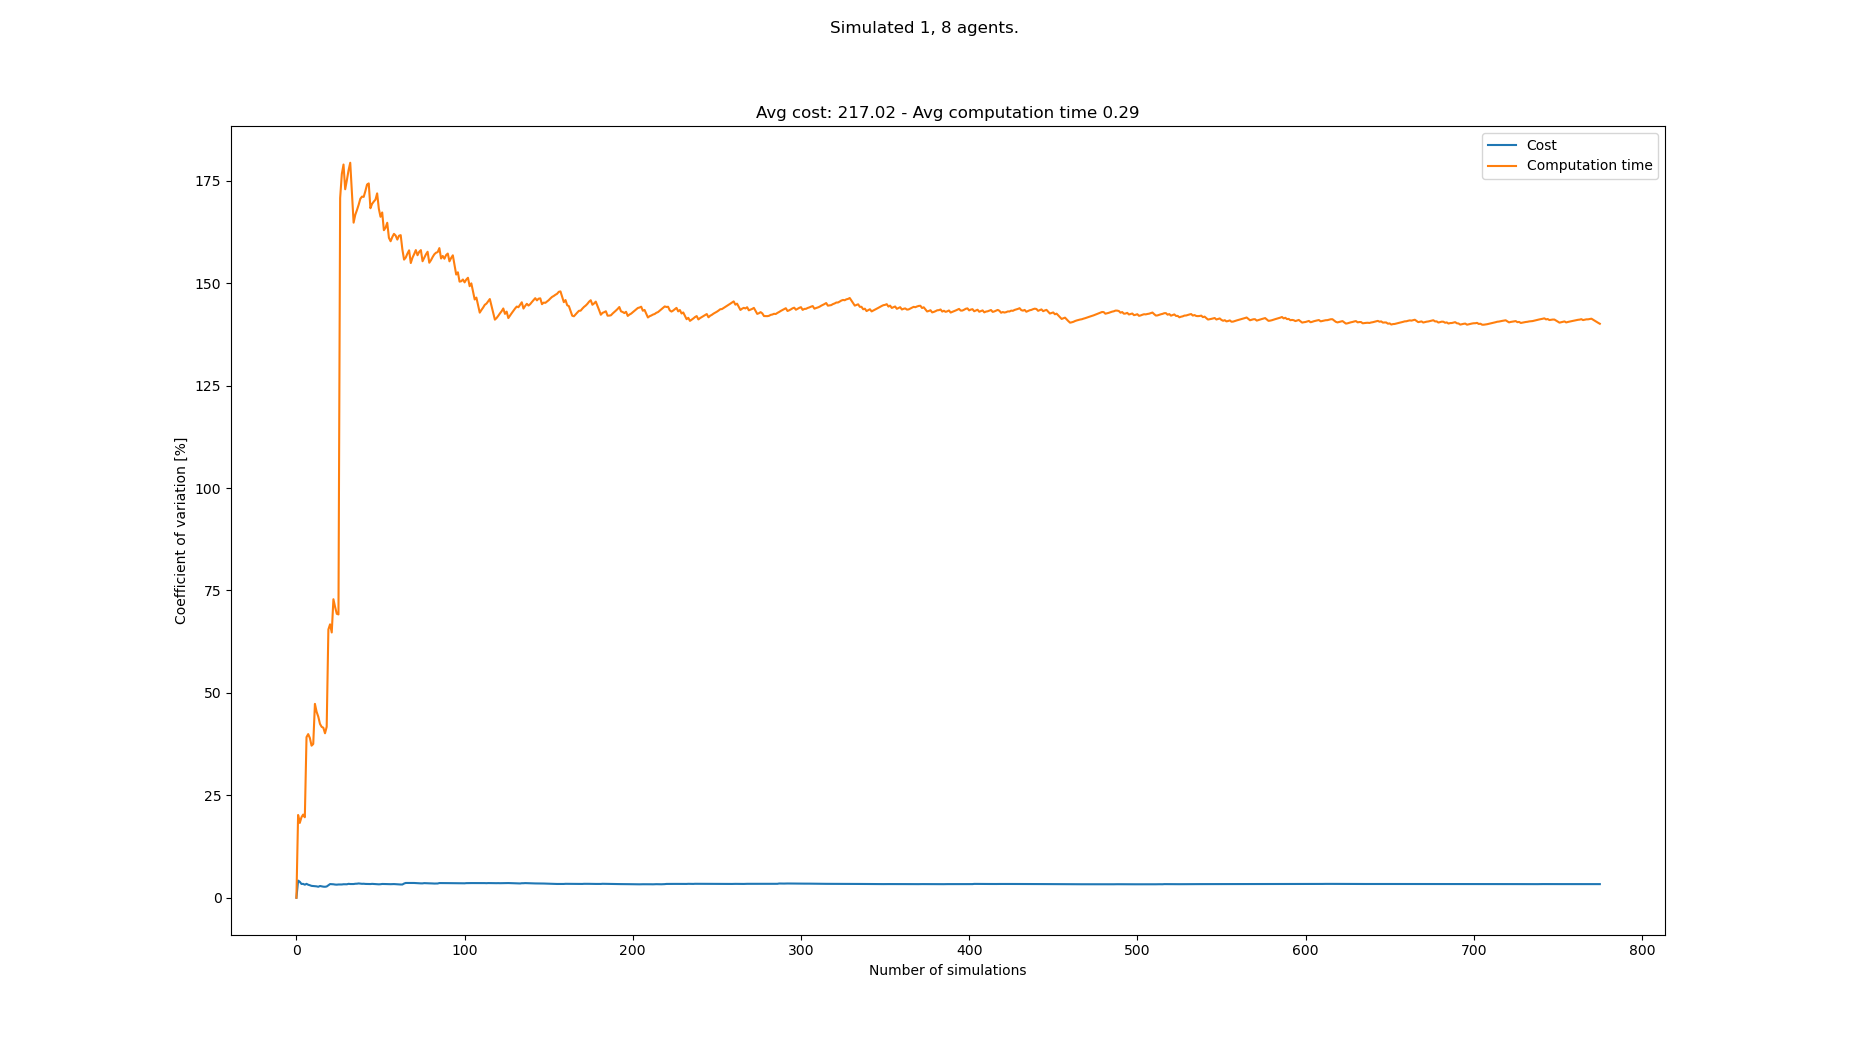 Simulated 1, 8 agents.
Avg cost: 217.02 - Avg computation time 0.29
Cost
Computation time
175
150
125
100
75
50
25
0
Coefficient of variation [%]
0 100 200 300 400 500 600 700 800
Number of simulations